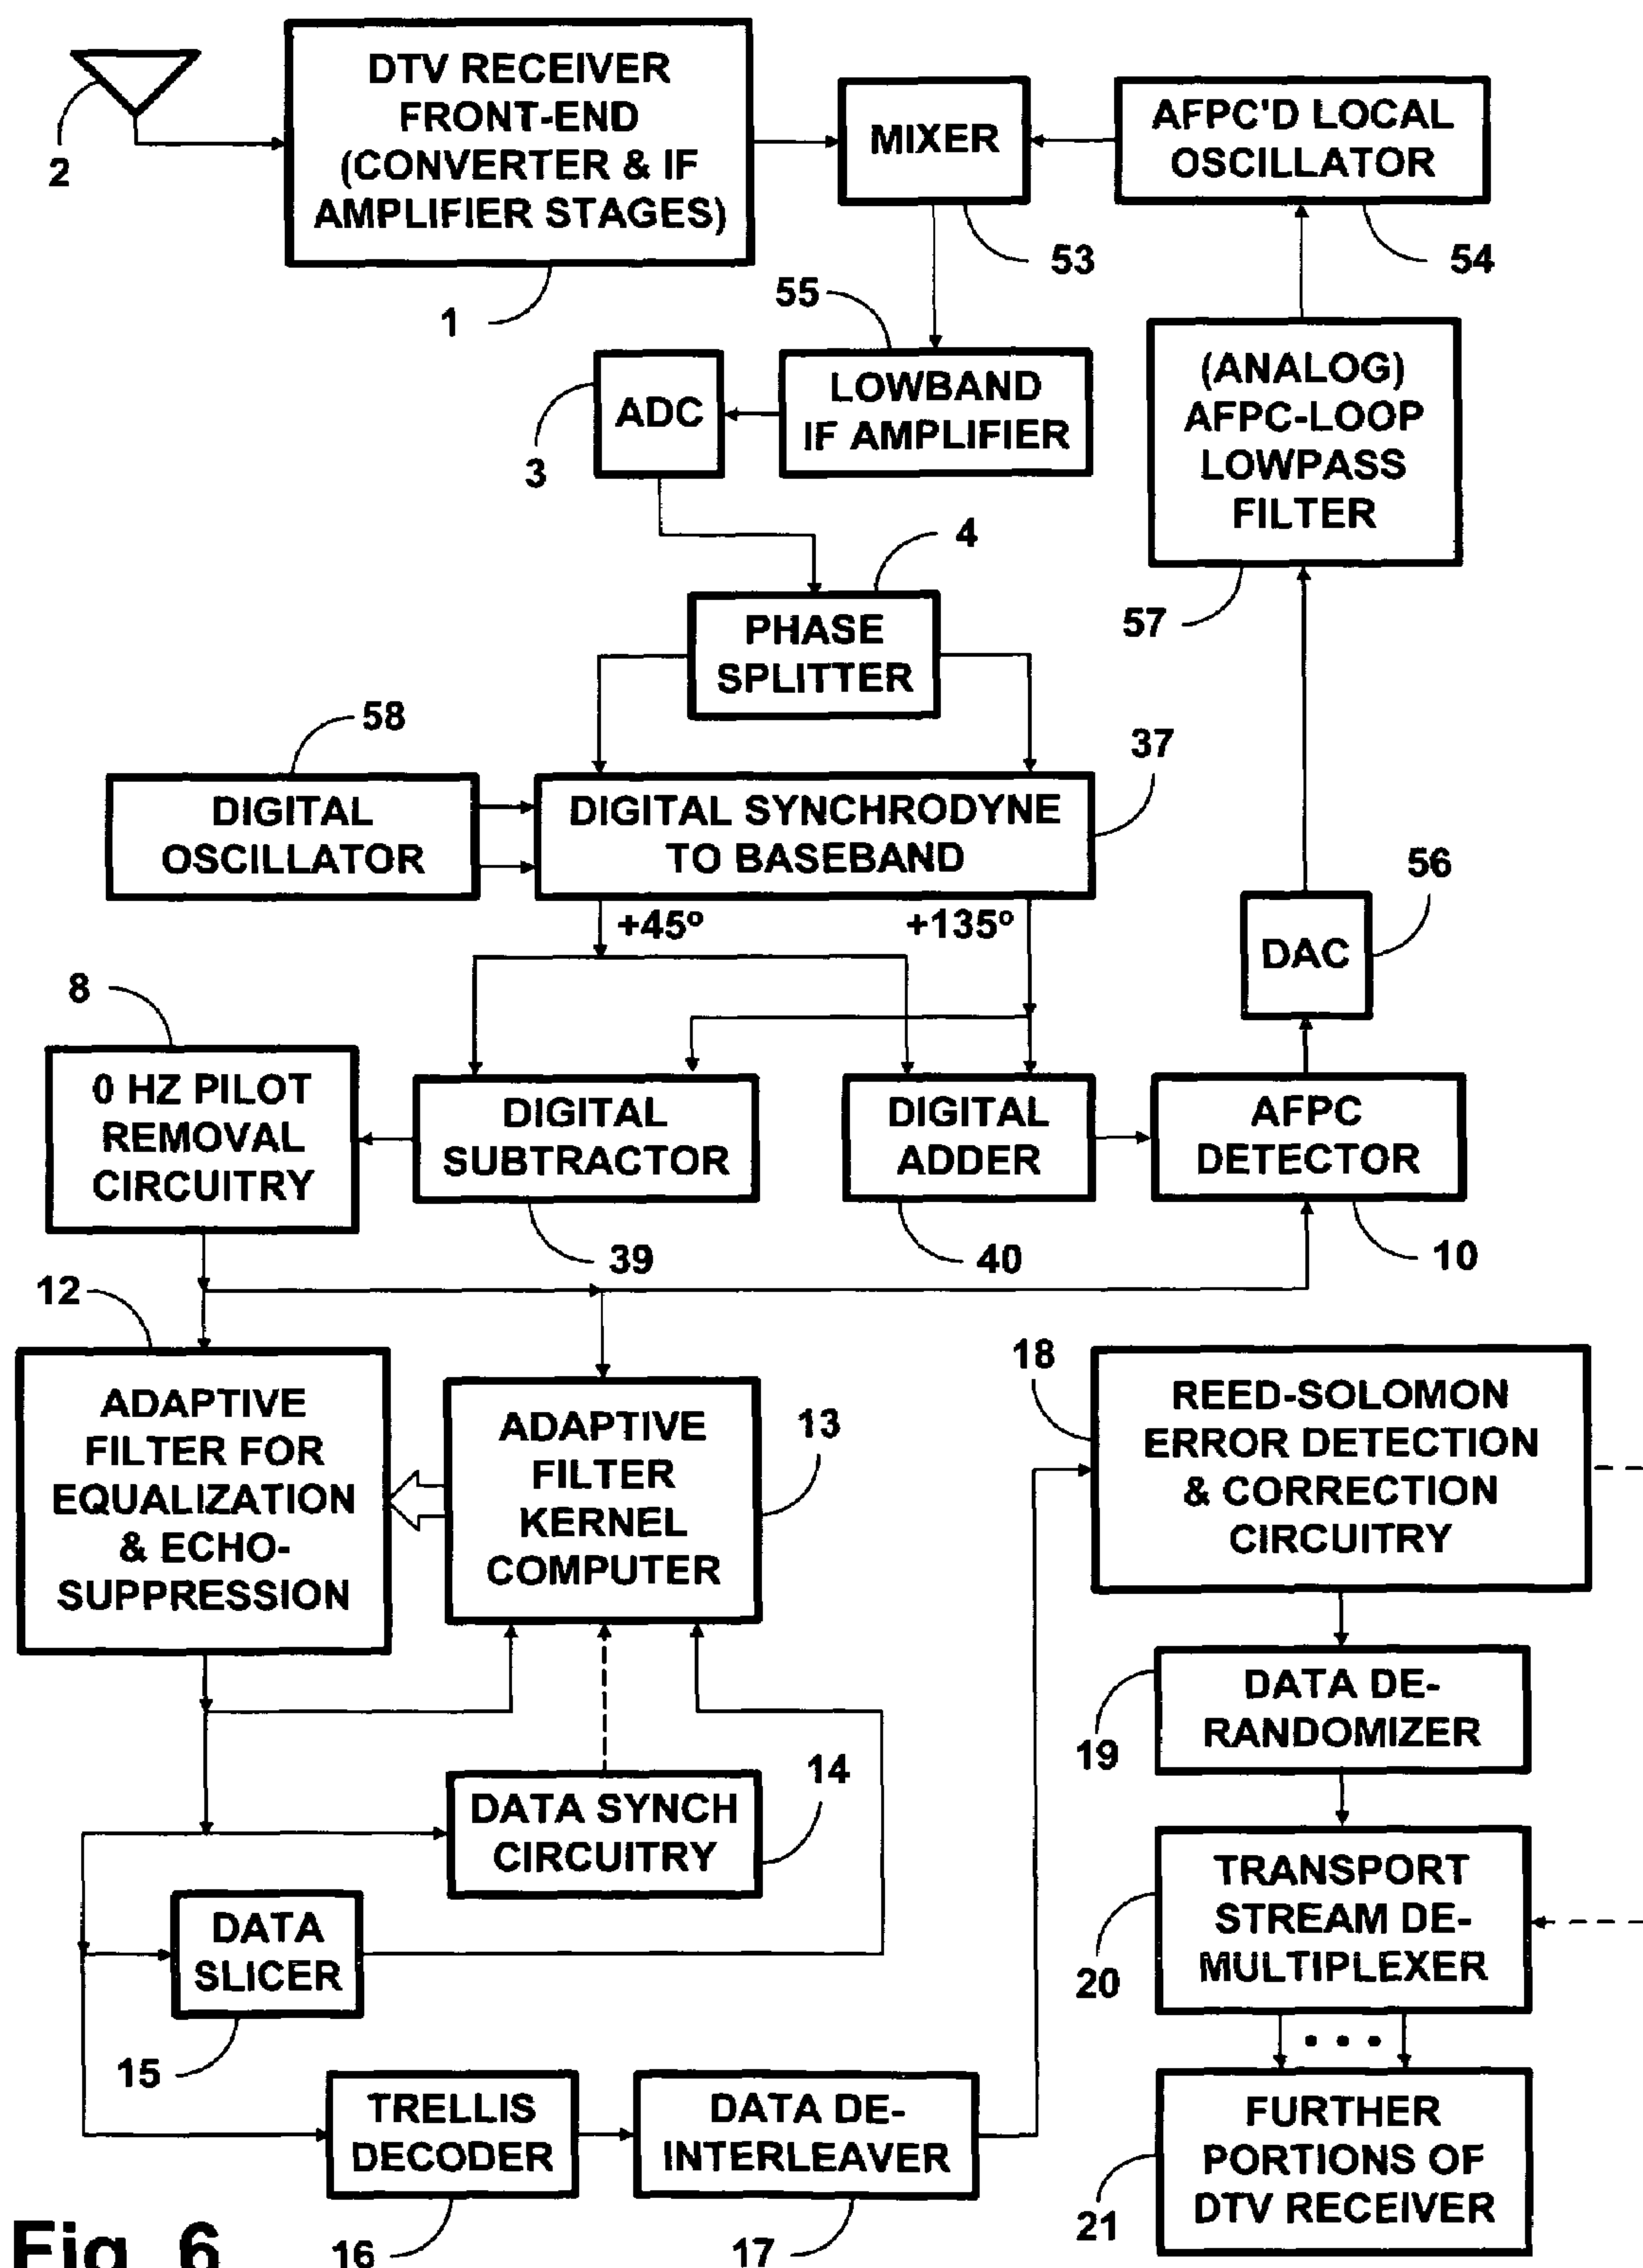 DTV RECEIVER
FRONT-END
(CONVERTER & IF
AMPLIFIER STAGES)
MIXER
AFPC'D LOCAL
OSCILLATOR
2
1
53
54
55
3
ADC
LOWBAND
IF AMPLIFIER
(ANALOG)
AFPC-LOOP
LOWPASS
FILTER
4
57
PHASE
SPLITTER
58
37
DIGITAL
OSCILLATOR
DIGITAL SYNCHRODYNE
TO BASEBAND
56
+45º
+135º
DAC
8
0 HZ PILOT
REMOVAL
CIRCUITRY
DIGITAL
SUBTRACTOR
DIGITAL
ADDER
AFPC
DETECTOR
39
40
10
12
18
ADAPTIVE
FILTER FOR
EQUALIZATION
& ECHO-
SUPPRESSION
ADAPTIVE
FILTER
KERNEL
COMPUTER
13
REED-SOLOMON
ERROR DETECTION
& CORRECTION
CIRCUITRY
DATA DE-
RANDOMIZER
19
14
DATA SYNCH
CIRCUITRY
TRANSPORT
STREAM DE-
MULTIPLEXER
20
DATA
SLICER
15
• • •
TRELLIS
DECODER
DATA DE-
INTERLEAVER
FURTHER
PORTIONS OF
DTV RECEIVER
21
16
17
Fig. 6